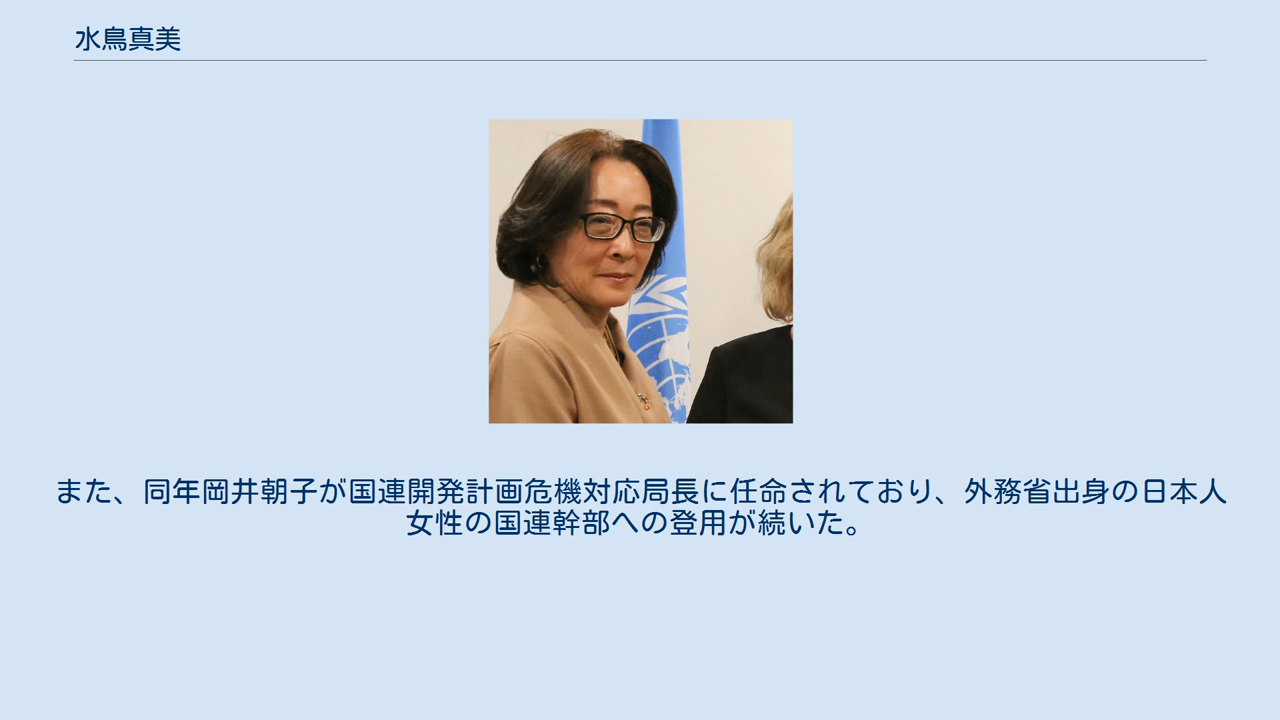 水鳥真美
また、同年岡井朝子が国連開発計画危機対応局長に任命されており、外務省出身の日本人
女性の国連幹部への登用が続いた。